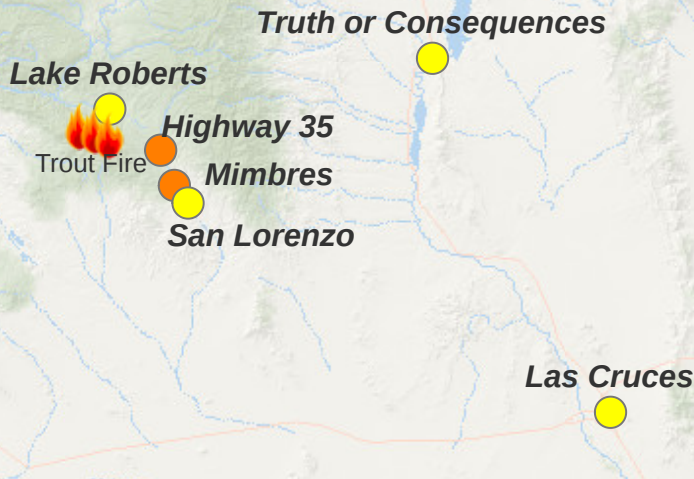 Truth or Consequences
Lake Roberts
Highway 35
Trout Fire
Mimbres
San Lorenzo
Las Cruces